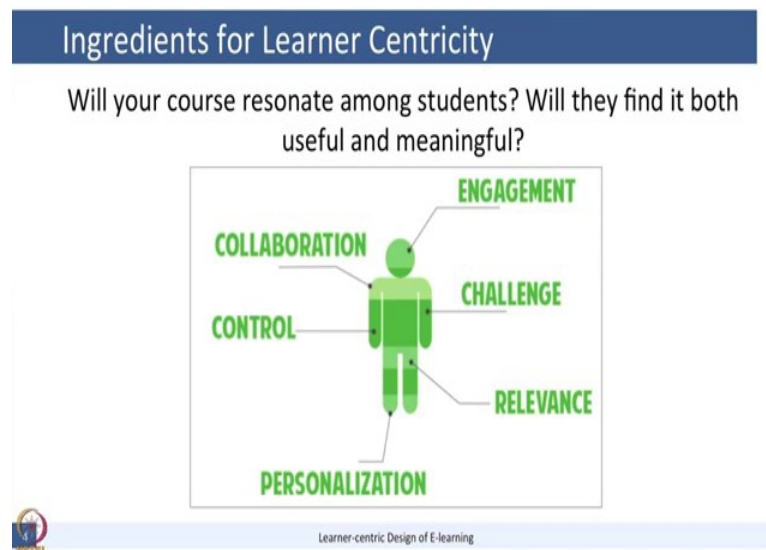 Ingredients for Learner Centricity
Will your course resonate among students? Will they find it both
useful and meaningful?
ENGAGEMENT
COLLABORATION
CHALLENGE
CONTROL
RELEVANCE
PERSONALIZATION
Learner-centric Design of E-learning